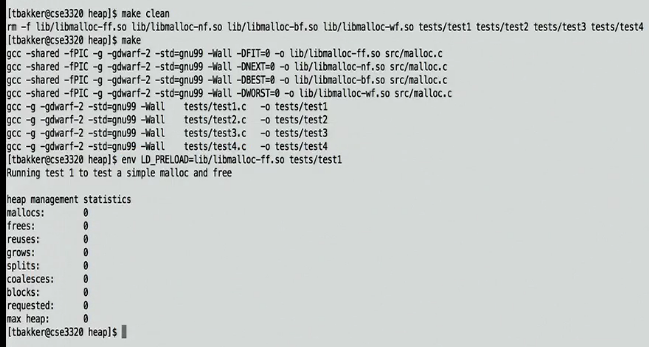 [tbakker@cse3320 heap]$ make clean
rm -f lib/libmalloc-ff.so lib/libmalloc-nf.so lib/libmalloc-bf.so lib/libmalloc-wf.so tests/test1 tests/test2 tests/test3 tests/test4
[tbakker@cse3320 heap]$ make
gcc -shared -fPIC -g -gdwarf-2 -std=gnu99 -Wall -DFIT=0 -o lib/libmalloc-ff.so src/malloc.c
gcc -shared -fPIC -g -gdwarf-2 -std=gnu99 -Wall -DNEXT=0 -o lib/libmalloc-nf.so src/malloc.c
gcc -shared -fPIC -g -gdwarf-2 -std=gnu99 -Wall -DBEST=0 -o lib/libmalloc-bf.so src/malloc.c
gcc -shared -fPIC -g -gdwarf-2 -std=gnu99 -Wall -DWORST=0 -o lib/libmalloc-wf.so src/malloc.c
gcc -g -gdwarf-2 -std=gnu99 -Wall tests/test1.c -o tests/test1
gcc -g -gdwarf-2 -std=gnu99 -Wall tests/test2.c -o tests/test2
gcc -g -gdwarf-2 -std=gnu99 -Wall tests/test3.c -o tests/test3
gcc -g -gdwarf-2 -std=gnu99 -Wall tests/test4.c -o tests/test4
[tbakker@cse3320 heap]$ env LD_PRELOAD=lib/libmalloc-ff.so tests/test1
Running test 1 to test a simple malloc and free
heap management statistics
mallocs: 0
frees: 0
reuses: 0
grows: 0
splits: 0
coalesces: 0
blocks: 0
requested: 0
max heap: 0
[tbakker@cse3320 heap]$